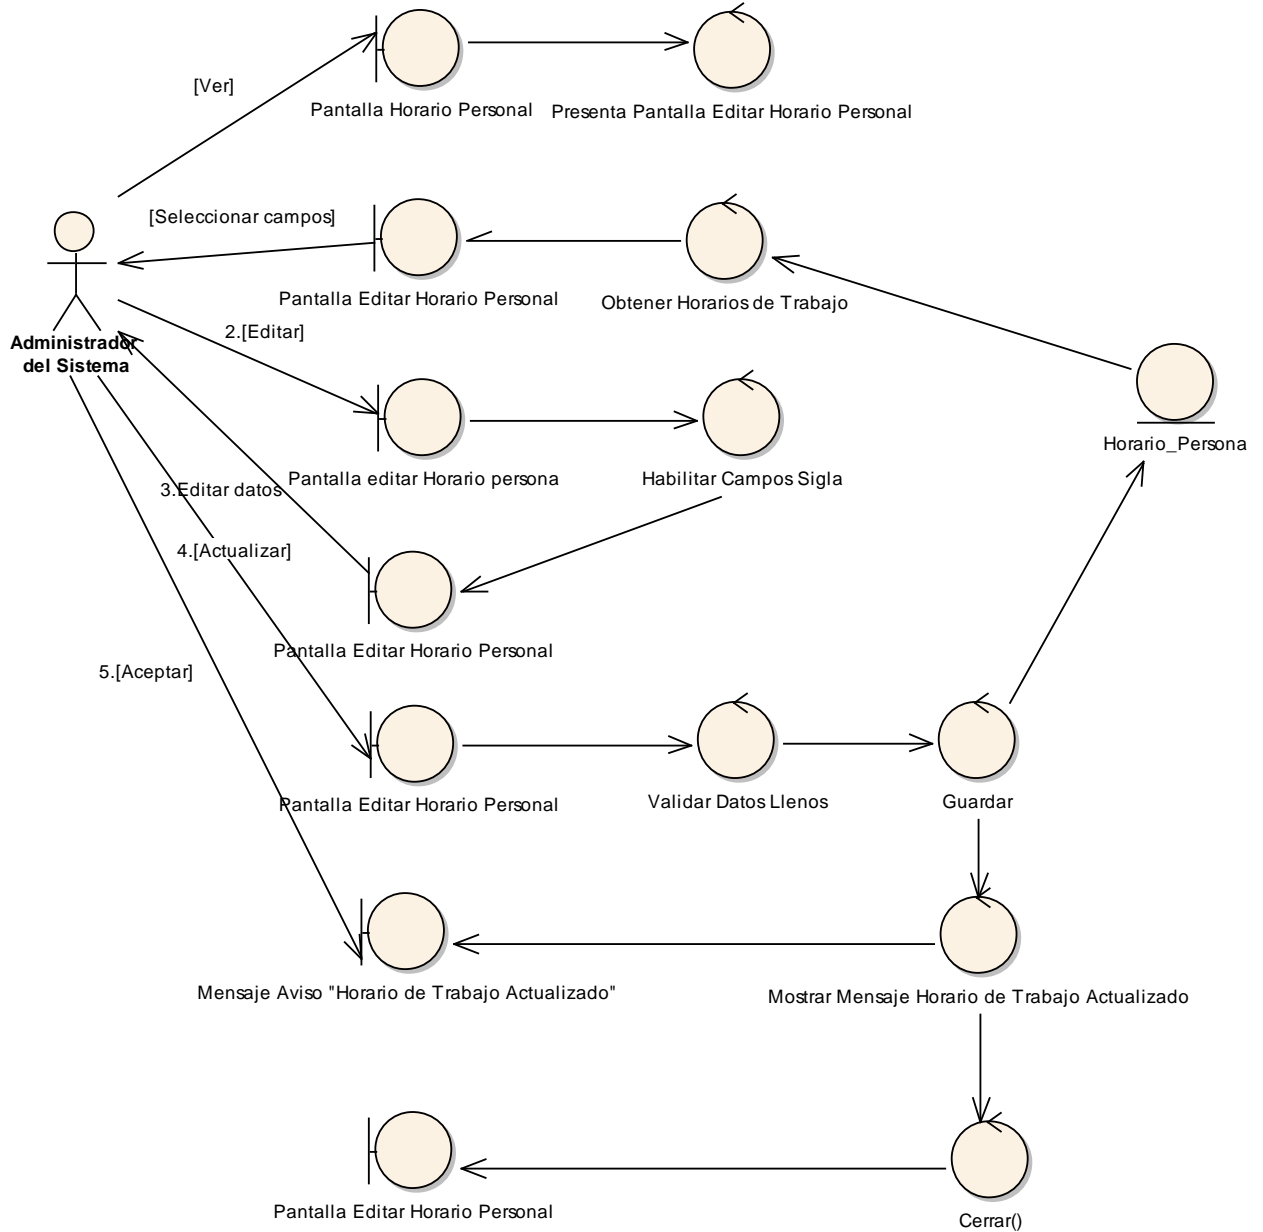 [Ver]
Pantalla Horario Personal
Presenta Pantalla Editar Horario Personal
[Seleccionar campos]
Pantalla Editar Horario Personal
Obtener Horarios de Trabajo
Administrador
del Sistema
2.[Editar]
Horario_Persona
Pantalla editar Horario persona
Habilitar Campos Sigla
3.Editar datos
4.[Actualizar]
Pantalla Editar Horario Personal
5.[Aceptar]
Pantalla Editar Horario Personal
Validar Datos Llenos
Guardar
Mensaje Aviso "Horario de Trabajo Actualizado"
Mostrar Mensaje Horario de Trabajo Actualizado
Pantalla Editar Horario Personal
Cerrar()